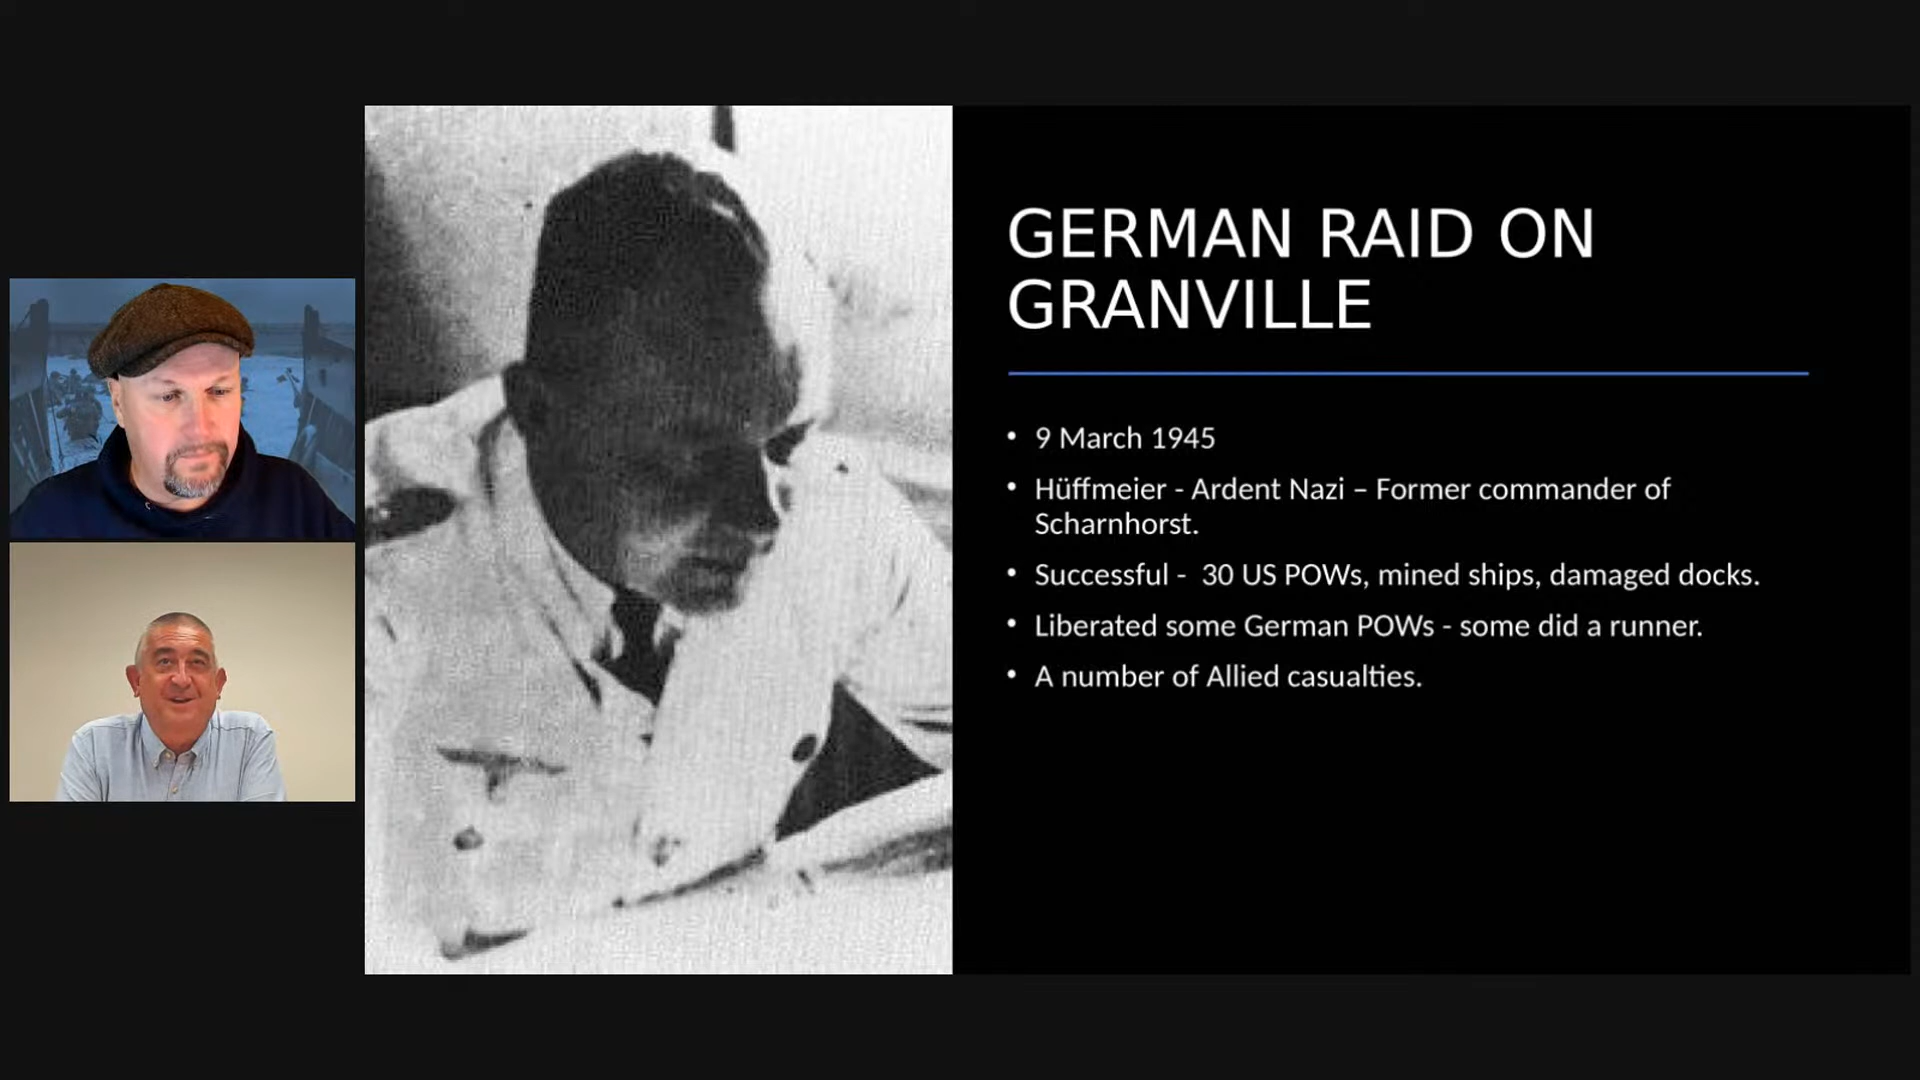 GERMAN RAID ON
GRANVILLE
• 9 March 1945
• Hüffmeier - Ardent Nazi – Former commander of
Scharnhorst.
• Successful -  30 US POWs, mined ships, damaged docks.
• Liberated some German POWs - some did a runner.
• A number of Allied casualties.